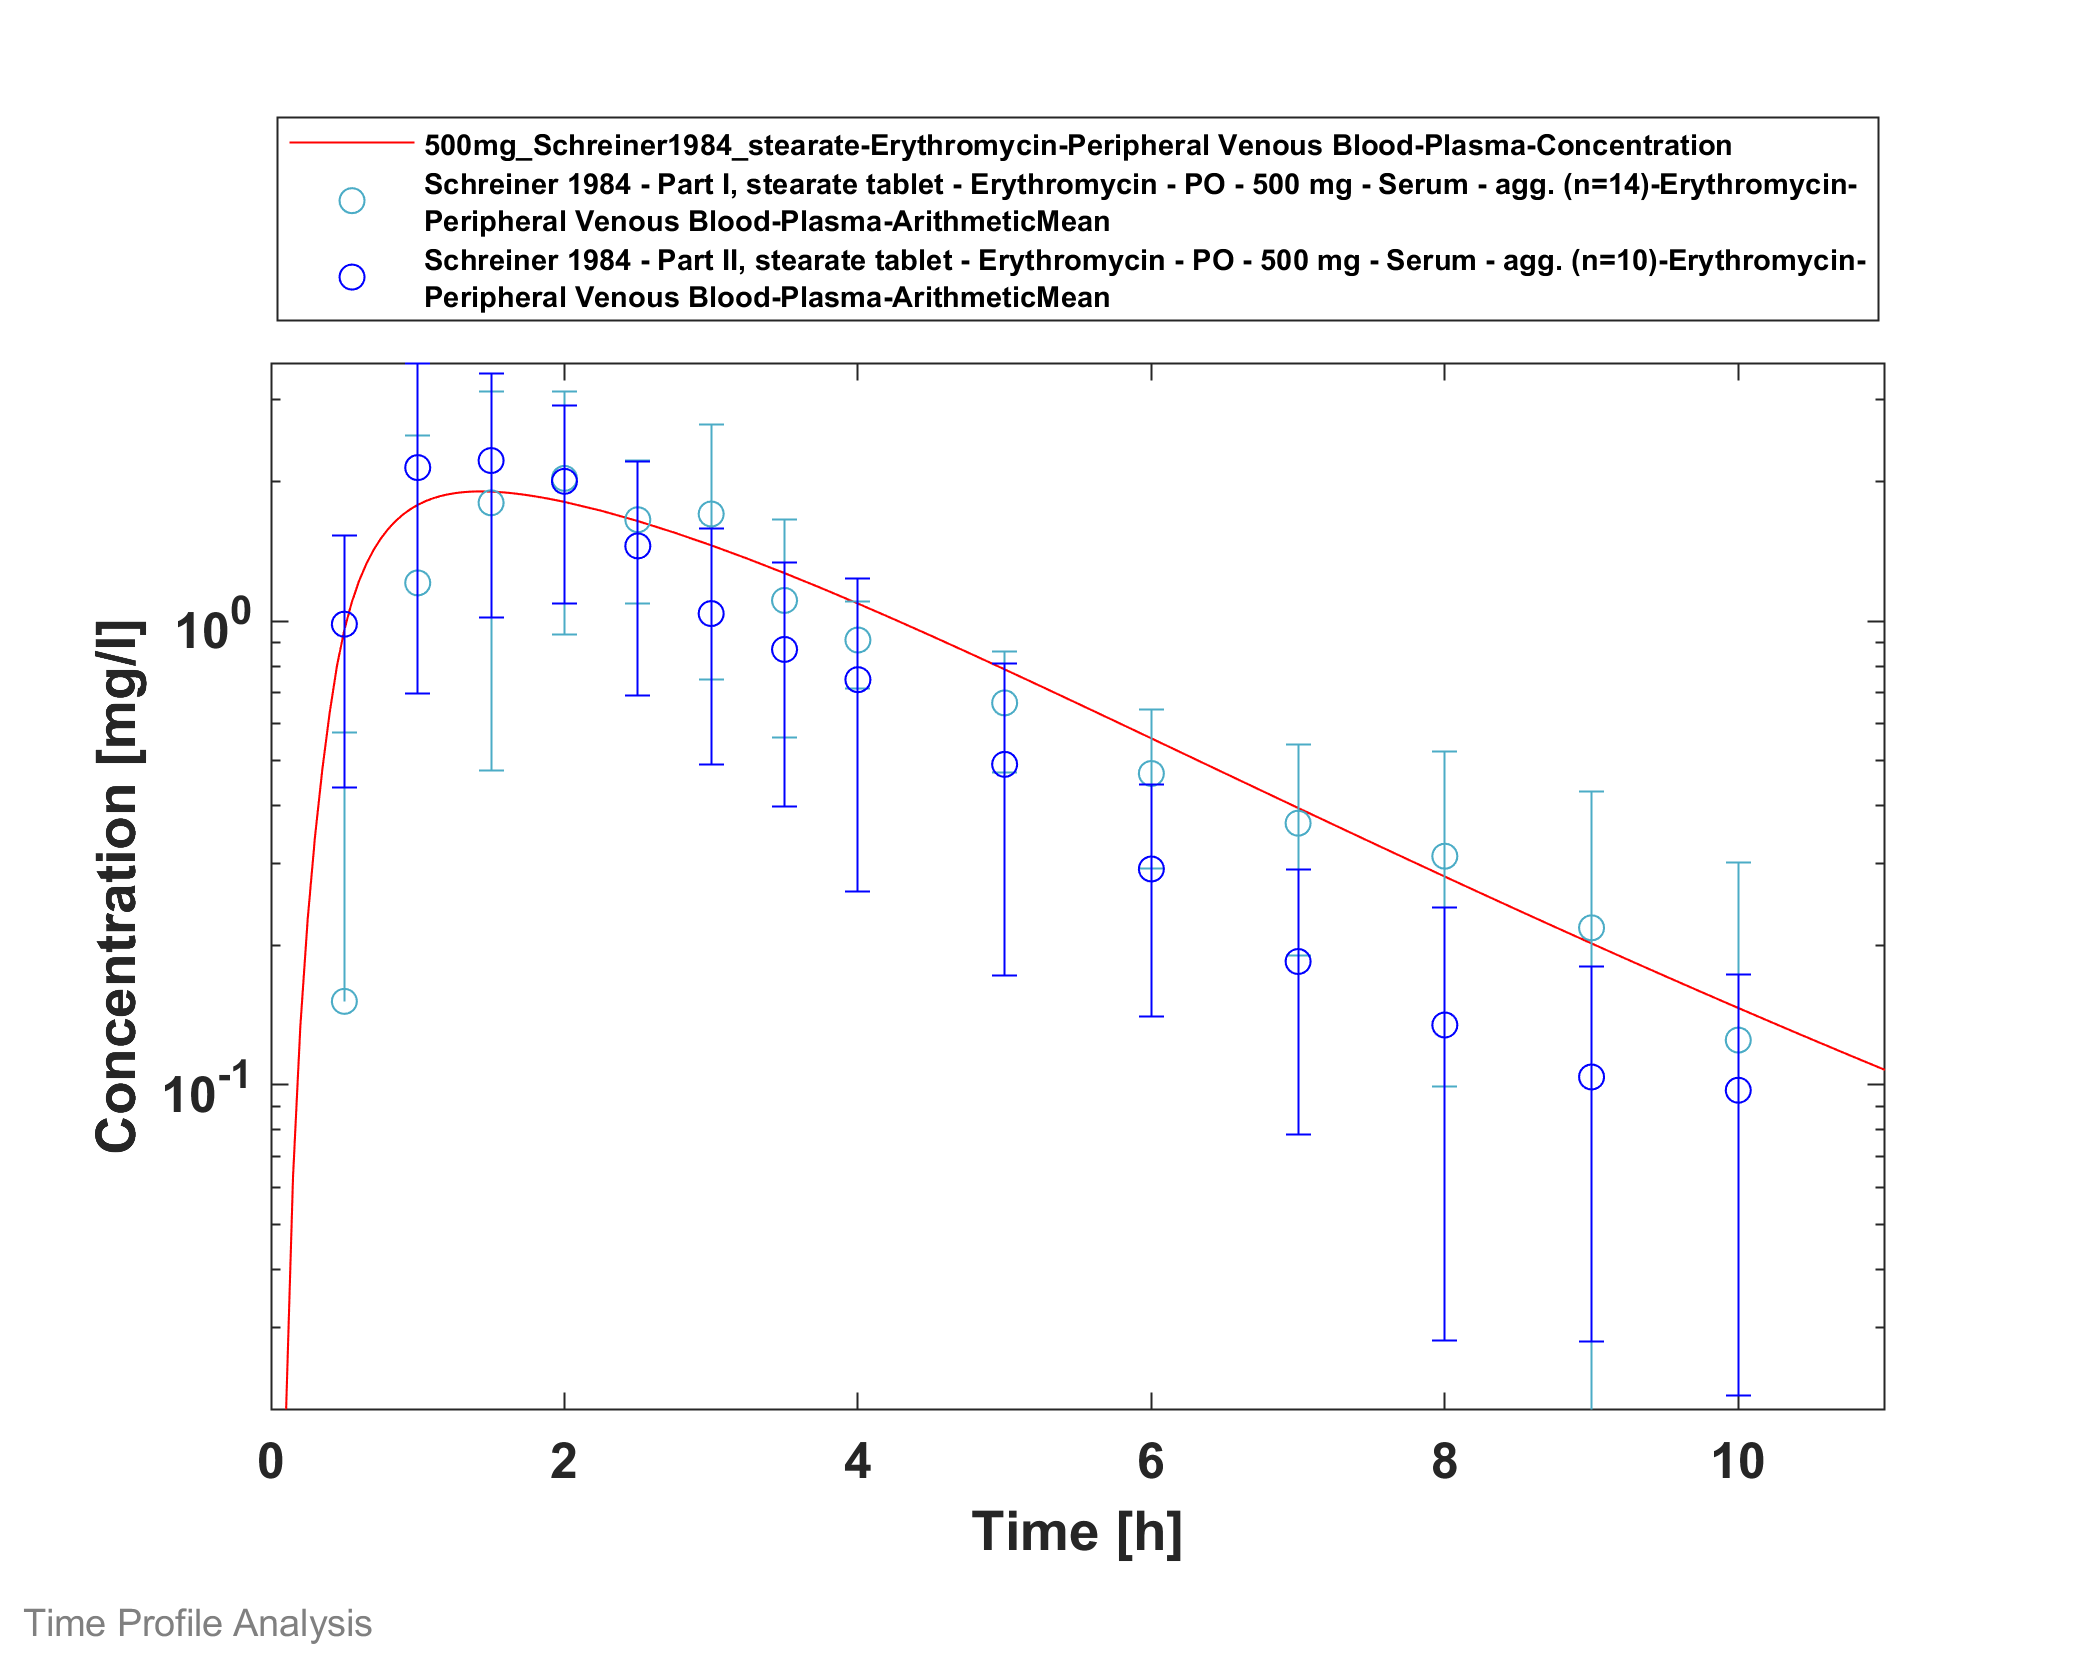 500mg_Schreiner1984_stearate-Erythromycin-Peripheral Venous Blood-Plasma-Concentration
Schreiner 1984 - Part I, stearate tablet - Erythromycin - PO - 500 mg - Serum - agg. (n=14)-Erythromycin-
Peripheral Venous Blood-Plasma-ArithmeticMean
Schreiner 1984 - Part II, stearate tablet - Erythromycin - PO - 500 mg - Serum - agg. (n=10)-Erythromycin-
Peripheral Venous Blood-Plasma-ArithmeticMean
Concentration [mg/l]
10^0
10^-1
0 2 4 6 8 10
Time [h]
Time Profile Analysis